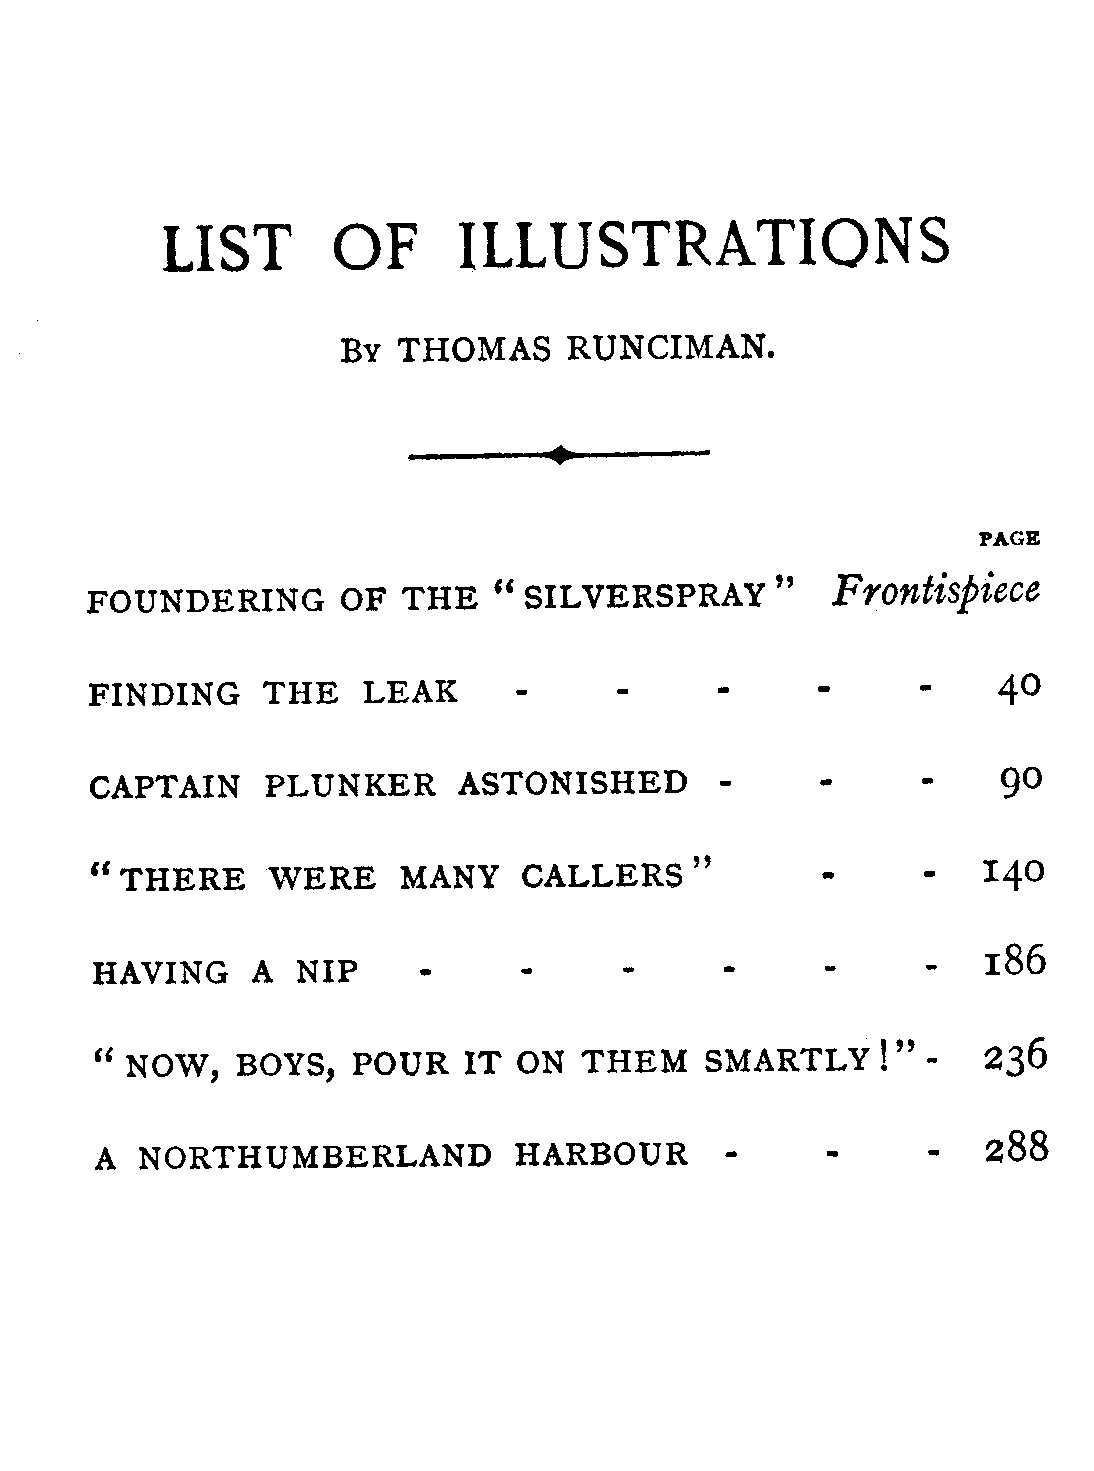 LIST OF ILLUSTRATIONS
By THOMAS RUNCIMAN.
PAGE
FOUNDERING OF THE "SILVERSPRAY" Frontispiece
FINDING THE LEAK - - - - - 40
CAPTAIN PLUNKER ASTONISHED - - - 90
"THERE WERE MANY CALLERS" - - 140
HAVING A NIP - - - - - - 186
"NOW, BOYS, POUR IT ON THEM SMARTLY!" - 236
A NORTHUMBERLAND HARBOUR - - - 288